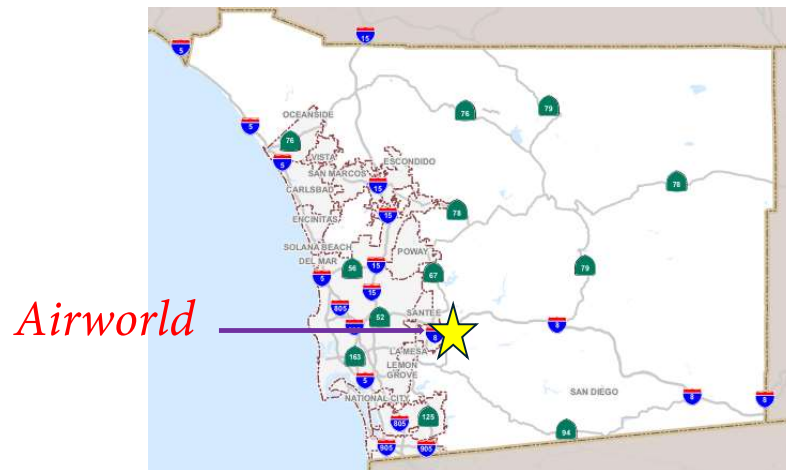 15
5
79
76
5
OCEANSIDE
76
VISTA
ESCONDIDO
5
SAN MARCOS
78
15
CARLSBAD
78
15
ENCINITAS
SOLANA BEACH
POWAY
DEL MAR
56
15
79
67
5
15
805
52
SANTEE
Airworld
8
8
163
LA MESA
LEMON
GROVE
5
SAN DIEGO
NATIONAL CITY
8
8
805
125
94
905
905